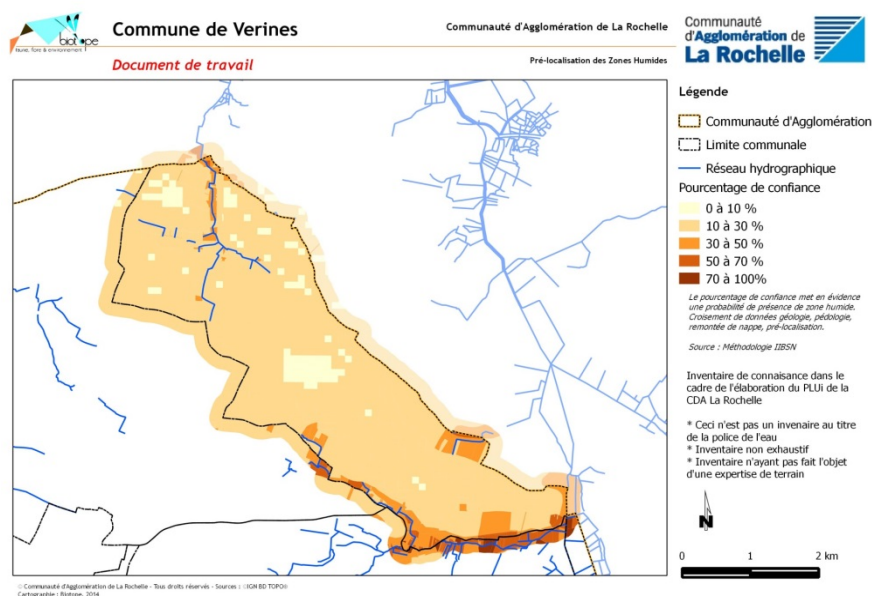 biotope
faune, flore & environnement
Commune de Verines
Document de travail
Communauté d'Agglomération de La Rochelle
Pré-localisation des Zones Humides
Communauté
d'Agglomération de
La Rochelle
Légende
Communauté d'Agglomération
Limite communale
Réseau hydrographique
Pourcentage de confiance
0 à 10 %
10 à 30 %
30 à 50 %
50 à 70 %
70 à 100%
Le pourcentage de confiance met en évidence
une probabilité de présence de zone humide.
Croisement de données géologie, pédologie,
remontée de nappe, pré-localisation.
Source : Méthodologie IIBSN
Inventaire de connaisance dans le
cadre de l'élaboration du PLUi de la
CDA La Rochelle
* Ceci n'est pas un invenaire au titre
de la police de l'eau
* Inventaire non exhaustif
* Inventaire n'ayant pas fait l'objet
d'une expertise de terrain
N
0 1 2 km
© Communauté d'Agglomération de La Rochelle - Tous droits réservés - Sources : ©IGN BD TOPO®
Cartographie : Biotope, 2014